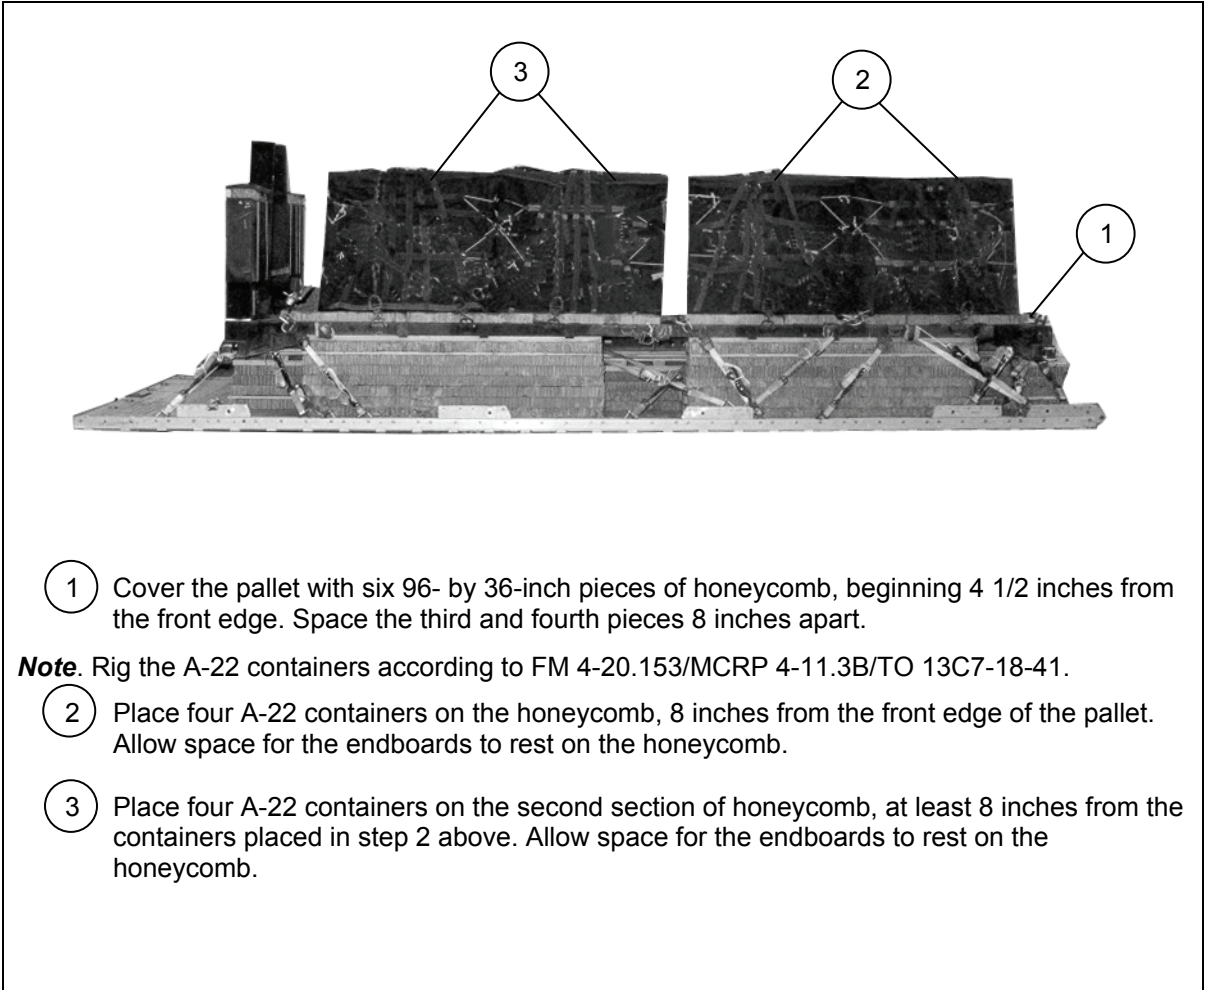 3
2
1
1 Cover the pallet with six 96- by 36-inch pieces of honeycomb, beginning 4 1/2 inches from
the front edge. Space the third and fourth pieces 8 inches apart.
Note. Rig the A-22 containers according to FM 4-20.153/MCRP 4-11.3B/TO 13C7-18-41.
2 Place four A-22 containers on the honeycomb, 8 inches from the front edge of the pallet.
Allow space for the endboards to rest on the honeycomb.
3 Place four A-22 containers on the second section of honeycomb, at least 8 inches from the
containers placed in step 2 above. Allow space for the endboards to rest on the
honeycomb.